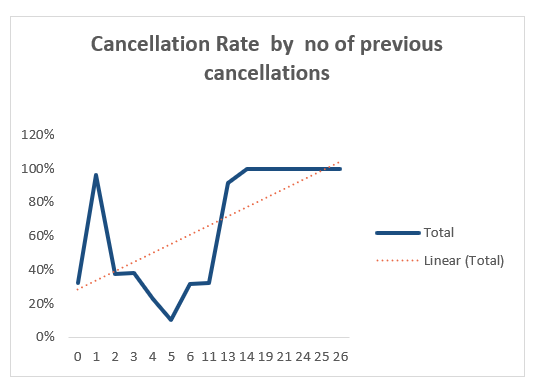 Cancellation Rate  by  no of previous
cancellations
120%
100%
80%
60%
40%
20%
0%
0 1 2 3 4 5 6 11 13 14 19 21 24 25 26
Total
Linear (Total)